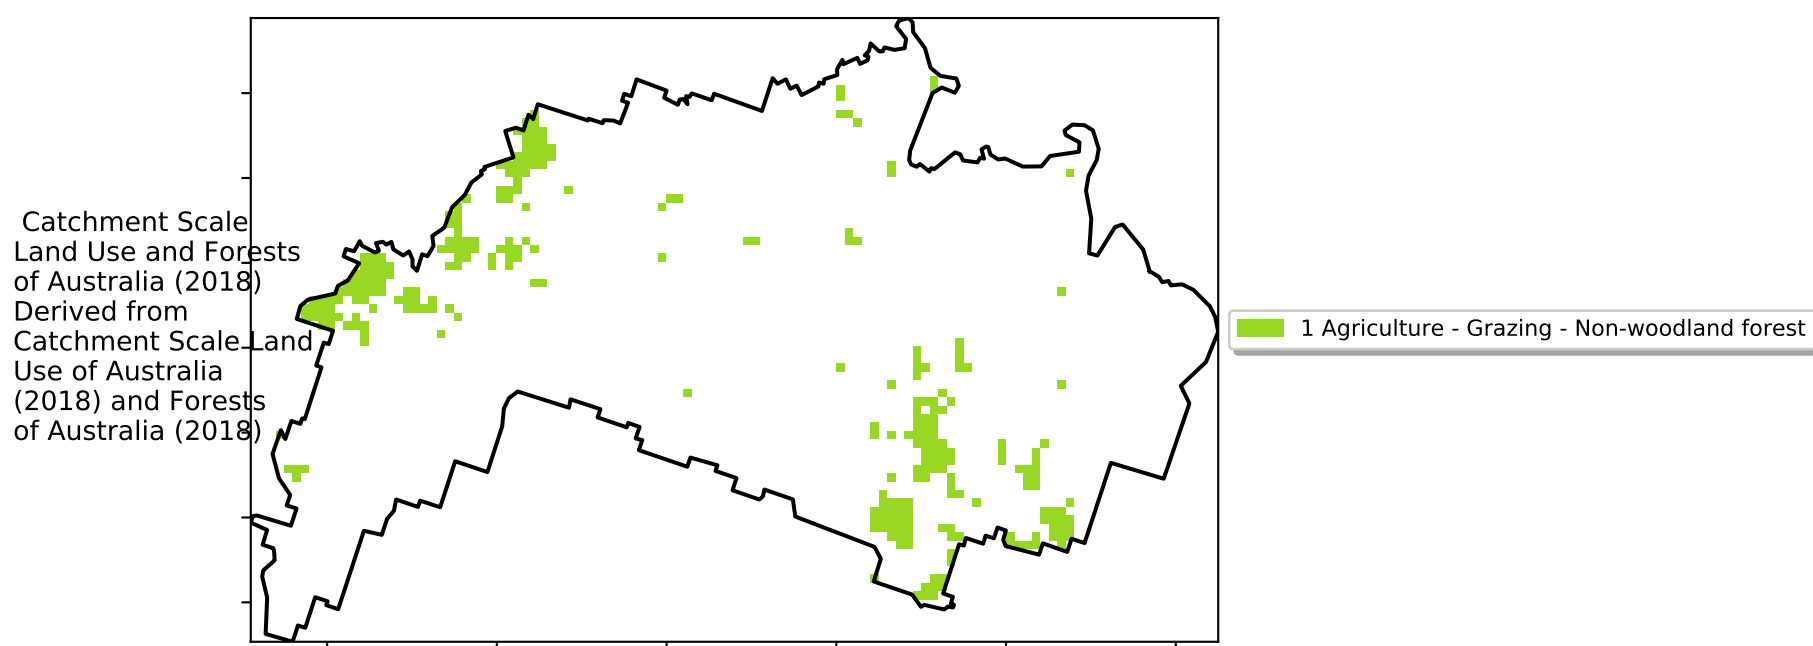 Catchment Scale
Land Use and Forests
of Australia (2018)
Derived from
Catchment Scale Land
Use of Australia
(2018) and Forests
of Australia (2018)
1 Agriculture - Grazing - Non-woodland forest